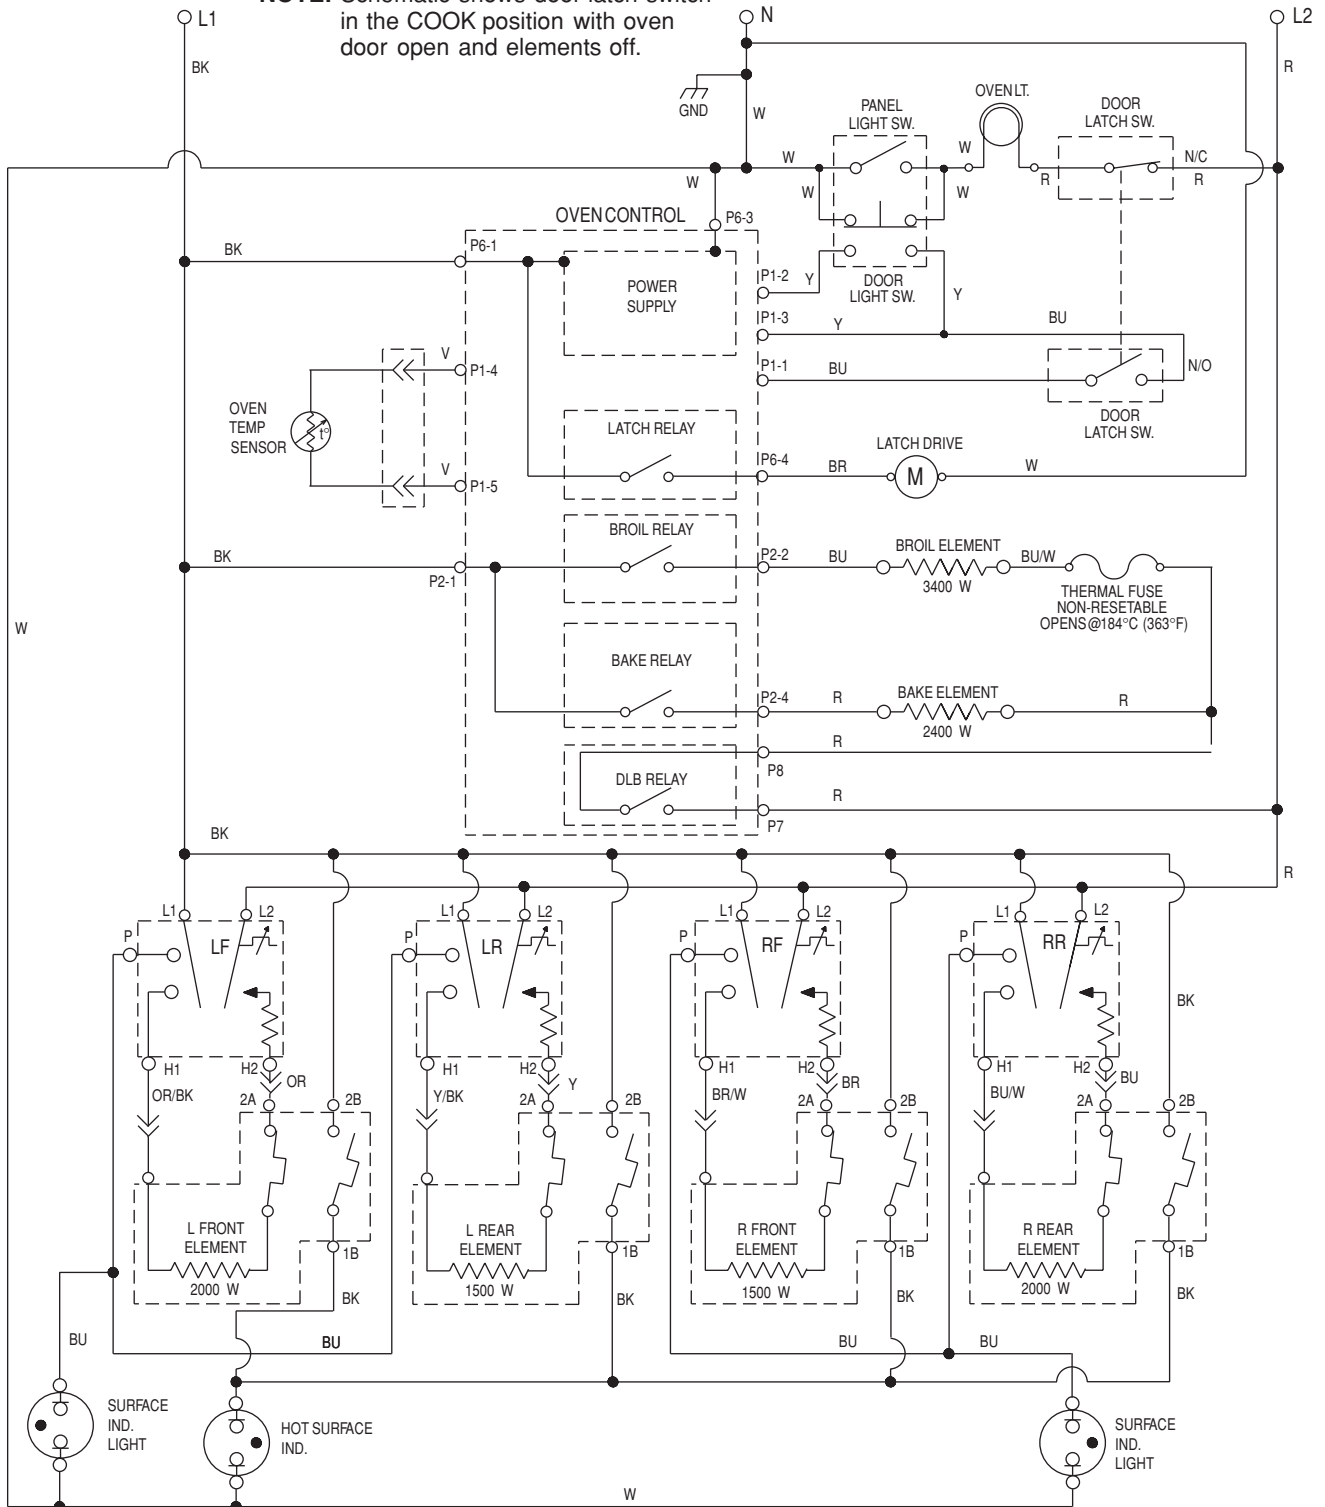 NOTE: Schematic shows door latch switch
in the COOK position with oven
door open and elements off.
L1
N
L2
BK
R
GND
W
PANEL
LIGHT SW.
OVEN LT.
DOOR
LATCH SW.
W
W
W
W
W
R
N/C
R
OVEN CONTROL
P6-3
BK
P6-1
POWER
SUPPLY
P1-2
Y
DOOR
LIGHT SW.
Y
P1-3
Y
BU
V
P1-4
P1-1
BU
N/O
DOOR
LATCH SW.
OVEN
TEMP
SENSOR
t°
LATCH RELAY
LATCH DRIVE
V
P1-5
P6-4
BR
M
W
BROIL RELAY
BK
P2-1
P2-2
BU
BROIL ELEMENT
3400 W
BU/W
THERMAL FUSE
NON-RESETABLE
OPENS@184°C (363°F)
W
BAKE RELAY
P2-4
R
BAKE ELEMENT
2400 W
R
R
P8
DLB RELAY
R
P7
BK
R
L1
L2
P
LF
L1
L2
P
LR
L1
L2
P
RF
L1
L2
P
RR
BK
H1
H2
OR/BK
OR
H1
H2
Y/BK
Y
H1
H2
BR/W
BR
H1
H2
BU/W
BU
2A
2B
2A
2B
2A
2B
2A
2B
L FRONT
ELEMENT
2000 W
1B
L REAR
ELEMENT
1500 W
1B
R FRONT
ELEMENT
1500 W
1B
R REAR
ELEMENT
2000 W
1B
BK
BK
BK
BK
BU
BU
BU
BU
SURFACE
IND.
LIGHT
HOT SURFACE
IND.
SURFACE
IND.
LIGHT
W